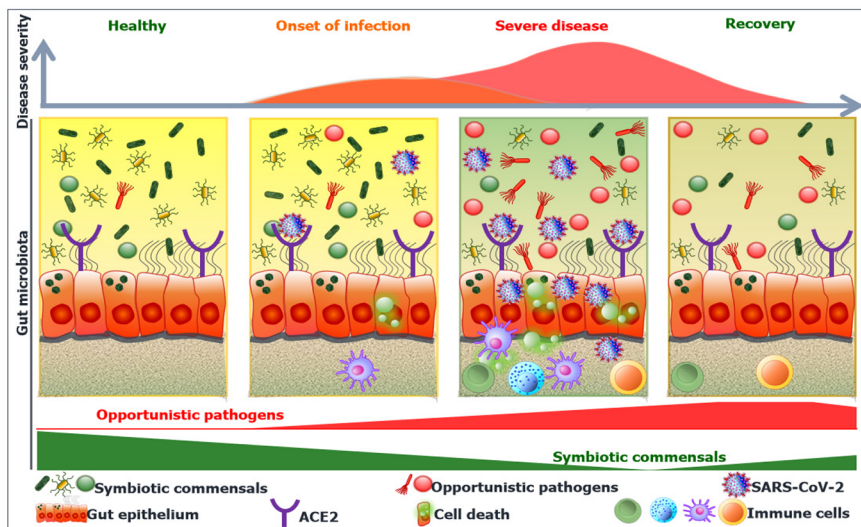 Healthy
Onset of infection
Severe disease
Recovery
Disease severity
Gut microbiota
Opportunistic pathogens
Symbiotic commensals
Symbiotic commensals
Opportunistic pathogens
SARS-CoV-2
Gut epithelium
ACE2
Cell death
Immune cells